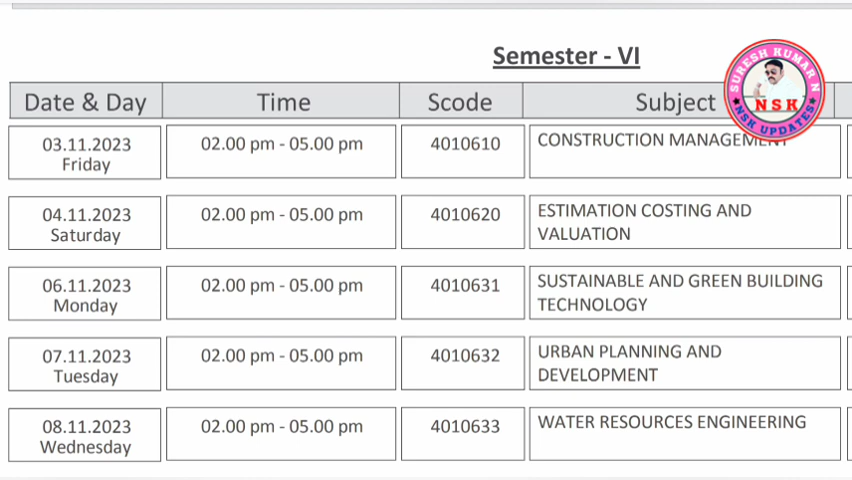 Semester - VI
Date & Day Time Scode Subject
SURESH KUMAR N
NSK
NSK UPDATES
03.11.2023 02.00 pm - 05.00 pm 4010610 CONSTRUCTION MANAGEMENT
Friday
04.11.2023 02.00 pm - 05.00 pm 4010620 ESTIMATION COSTING AND
Saturday VALUATION
06.11.2023 02.00 pm - 05.00 pm 4010631 SUSTAINABLE AND GREEN BUILDING
Monday TECHNOLOGY
07.11.2023 02.00 pm - 05.00 pm 4010632 URBAN PLANNING AND
Tuesday DEVELOPMENT
08.11.2023 02.00 pm - 05.00 pm 4010633 WATER RESOURCES ENGINEERING
Wednesday